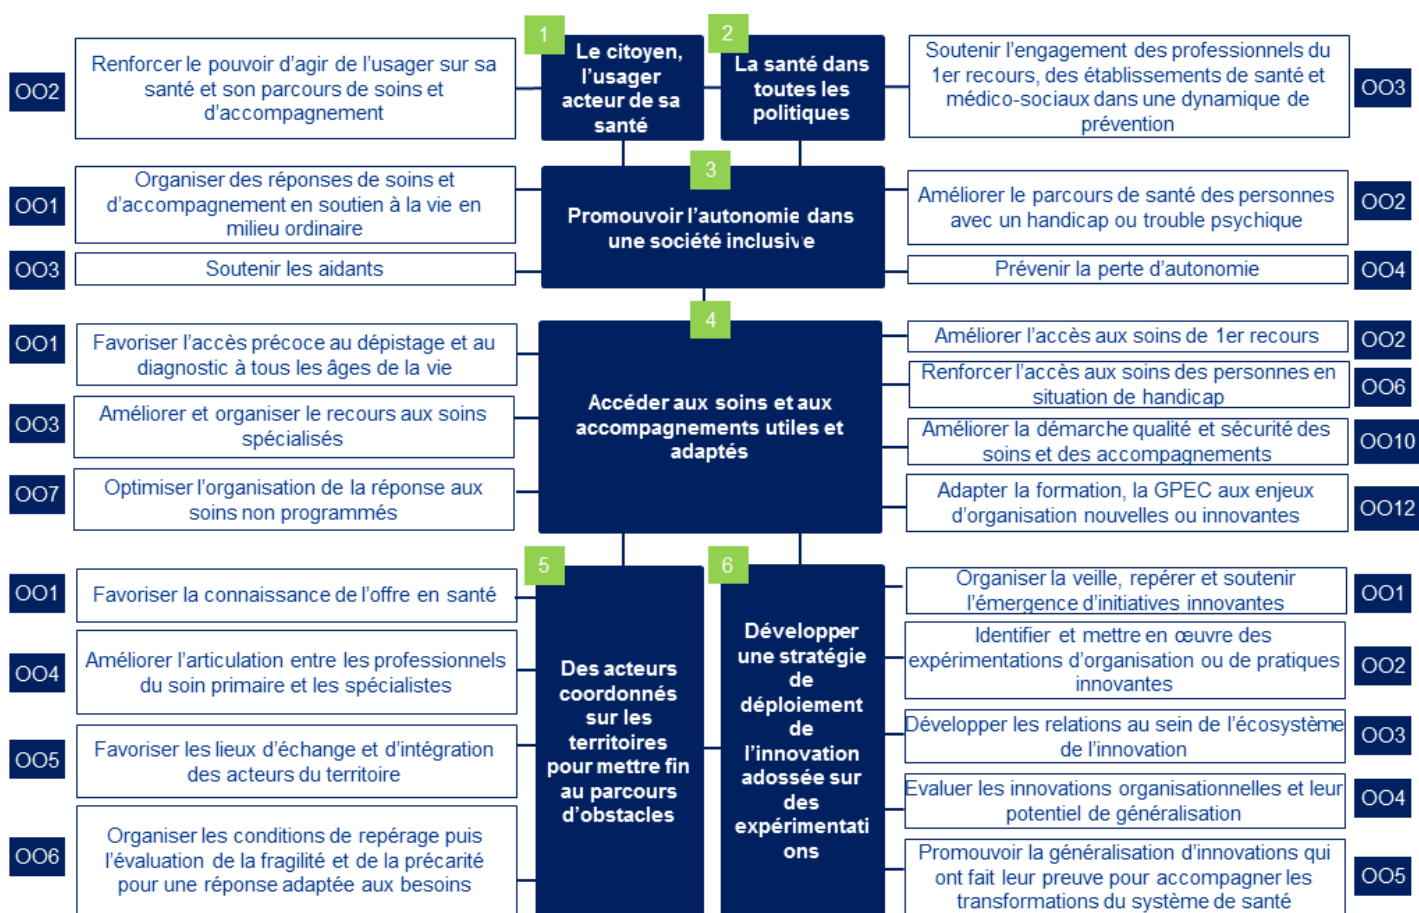 1
Le citoyen,
l'usager
acteur de sa
santé
2
La santé dans
toutes les
politiques
OO2
Renforcer le pouvoir d'agir de l'usager sur sa
santé et son parcours de soins et
d'accompagnement
Soutenir l'engagement des professionnels du
1er recours, des établissements de santé et
médico-sociaux dans une dynamique de
prévention
OO3
3
Promouvoir l'autonomie dans
une société inclusive
OO1
Organiser des réponses de soins et
d'accompagnement en soutien à la vie en
milieu ordinaire
OO3
Soutenir les aidants
Améliorer le parcours de santé des personnes
avec un handicap ou trouble psychique
OO2
Prévenir la perte d'autonomie
OO4
4
Accéder aux soins et aux
accompagnements utiles et
adaptés
OO1
Favoriser l'accès précoce au dépistage et au
diagnostic à tous les âges de la vie
OO3
Améliorer et organiser le recours aux soins
spécialisés
OO7
Optimiser l'organisation de la réponse aux
soins non programmés
Améliorer l'accès aux soins de 1er recours
OO2
Renforcer l'accès aux soins des personnes en
situation de handicap
OO6
Améliorer la démarche qualité et sécurité des
soins et des accompagnements
OO10
Adapter la formation, la GPEC aux enjeux
d'organisation nouvelles ou innovantes
OO12
5
Des acteurs
coordonnés
sur les
territoires
pour mettre fin
au parcours
d'obstacles
OO1
Favoriser la connaissance de l'offre en santé
OO4
Améliorer l'articulation entre les professionnels
du soin primaire et les spécialistes
OO5
Favoriser les lieux d'échange et d'intégration
des acteurs du territoire
OO6
Organiser les conditions de repérage puis
l'évaluation de la fragilité et de la précarité
pour une réponse adaptée aux besoins
6
Développer
une stratégie
de
déploiement
de
l'innovation
adossée sur
des
expérimentati
ons
Organiser la veille, repérer et soutenir
l'émergence d'initiatives innovantes
OO1
Identifier et mettre en œuvre des
expérimentations d'organisation ou de pratiques
innovantes
OO2
Développer les relations au sein de l'écosystème
de l'innovation
OO3
Evaluer les innovations organisationnelles et leur
potentiel de généralisation
OO4
Promouvoir la généralisation d'innovations qui
ont fait leur preuve pour accompagner les
transformations du système de santé
OO5